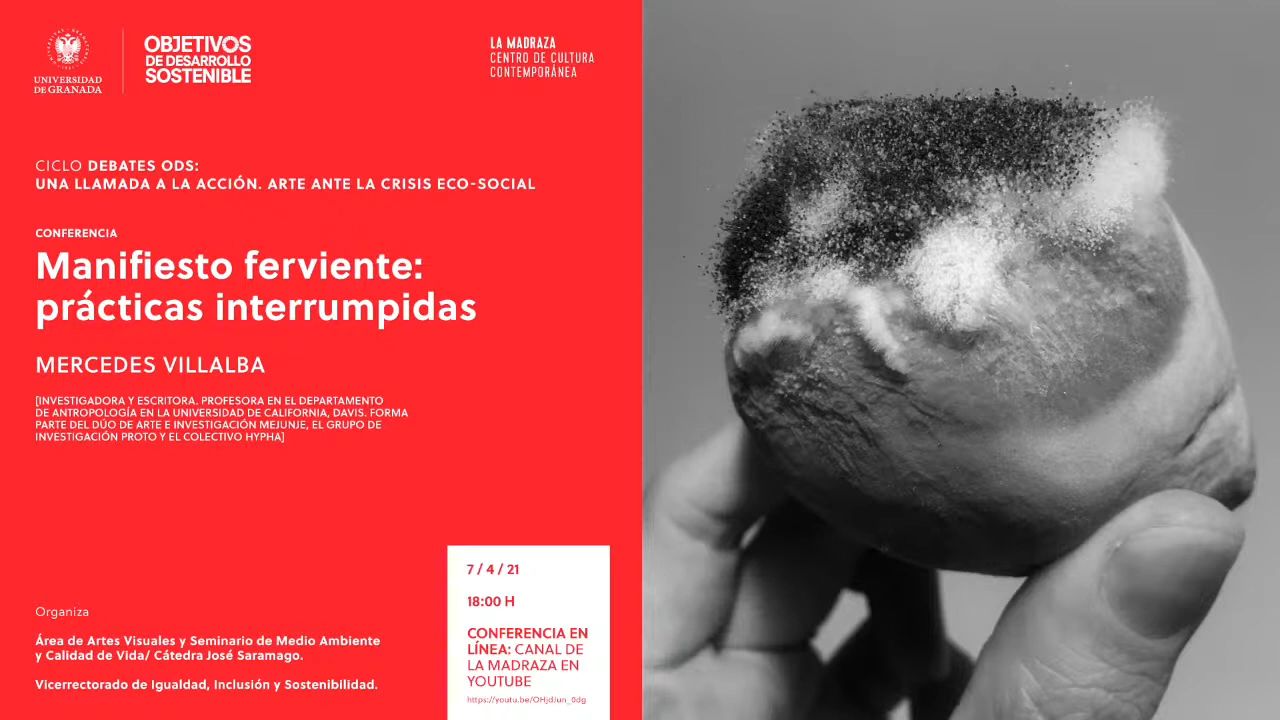 UNIVERSIDAD
DE GRANADA
OBJETIVOS
DE DESARROLLO
SOSTENIBLE
LA MADRAZA
CENTRO DE CULTURA
CONTEMPORÁNEA
CICLO DEBATES ODS:
UNA LLAMADA A LA ACCIÓN. ARTE ANTE LA CRISIS ECO-SOCIAL
CONFERENCIA
Manifiesto ferviente:
prácticas interrumpidas
MERCEDES VILLALBA
[INVESTIGADORA Y ESCRITORA. PROFESORA EN EL DEPARTAMENTO
DE ANTROPOLOGÍA EN LA UNIVERSIDAD DE CALIFORNIA, DAVIS. FORMA
PARTE DEL DÚO DE ARTE E INVESTIGACIÓN MEJUNJE, EL GRUPO DE
INVESTIGACIÓN PROTO Y EL COLECTIVO HYPHA]
Organiza
Área de Artes Visuales y Seminario de Medio Ambiente
y Calidad de Vida/ Cátedra José Saramago.
Vicerrectorado de Igualdad, Inclusión y Sostenibilidad.
7 / 4 / 21
18:00 H
CONFERENCIA EN
LÍNEA: CANAL DE
LA MADRAZA EN
YOUTUBE